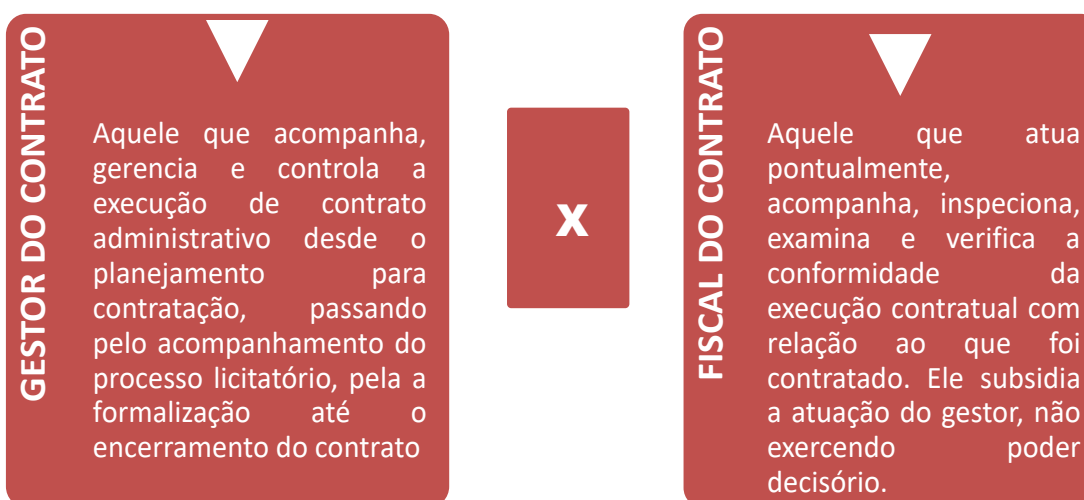 GESTOR DO CONTRATO
Aquele que acompanha,
gerencia e controla a
execução de contrato
administrativo desde o
planejamento para
contratação, passando
pelo acompanhamento do
processo licitatório, pela a
formalização até o
encerramento do contrato
x
FISCAL DO CONTRATO
Aquele que atua
pontualmente,
acompanha, inspeciona,
examina e verifica a
conformidade da
execução contratual com
relação ao que foi
contratado. Ele subsidia
a atuação do gestor, não
exercendo poder
decisório.